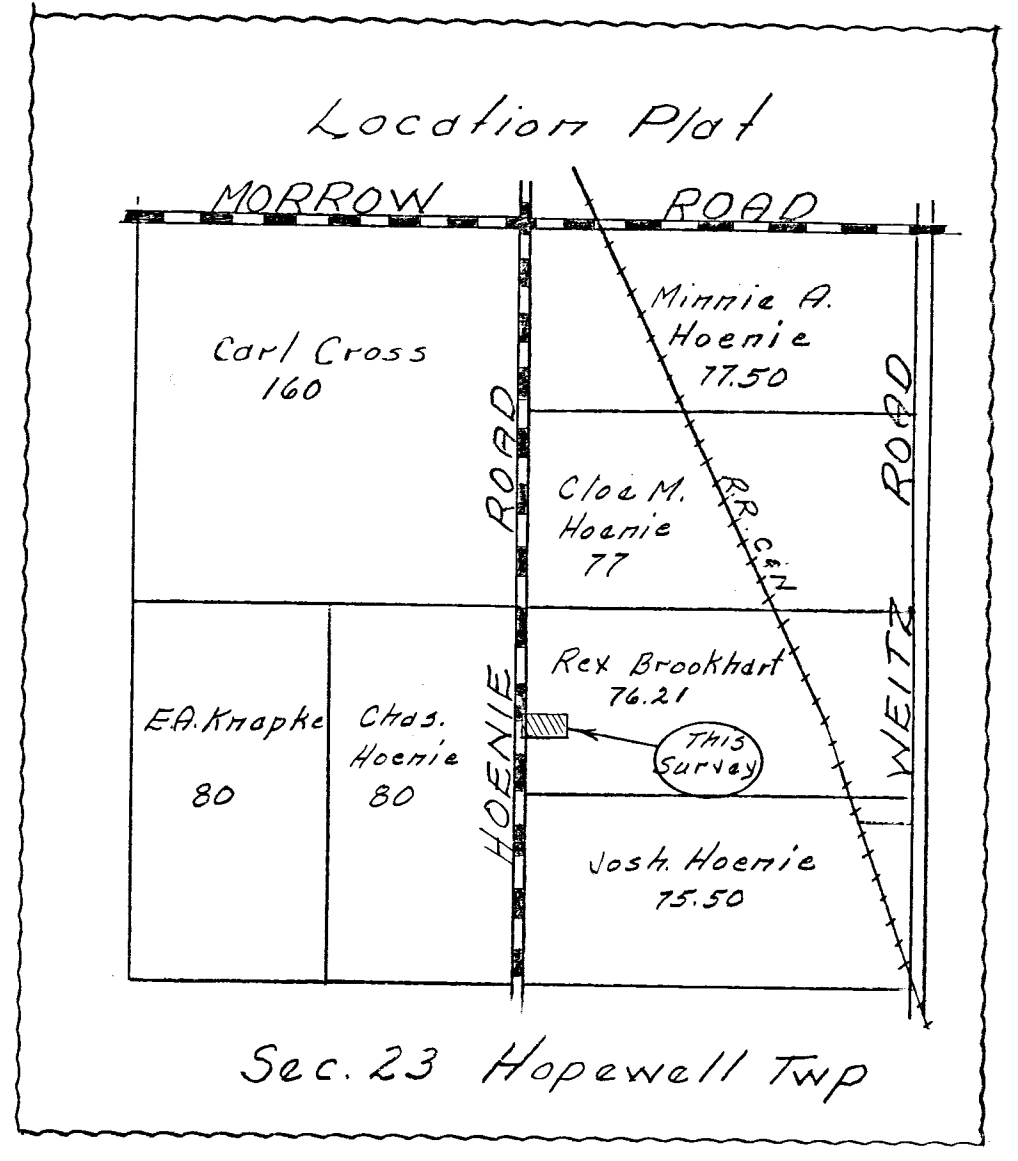 Location Plat
MORROW ROAD
Minnie A.
Hoenie
77.50
Carl Cross
160
HOENIE ROAD
WEITZ ROAD
Cloe M.
Hoenie
77
R.R. C&N
Rex Brookhart
76.21
E.A. Knapke
80
Chas.
Hoenie
80
This
Survey
Josh. Hoenie
75.50
Sec. 23 Hopewell Twp